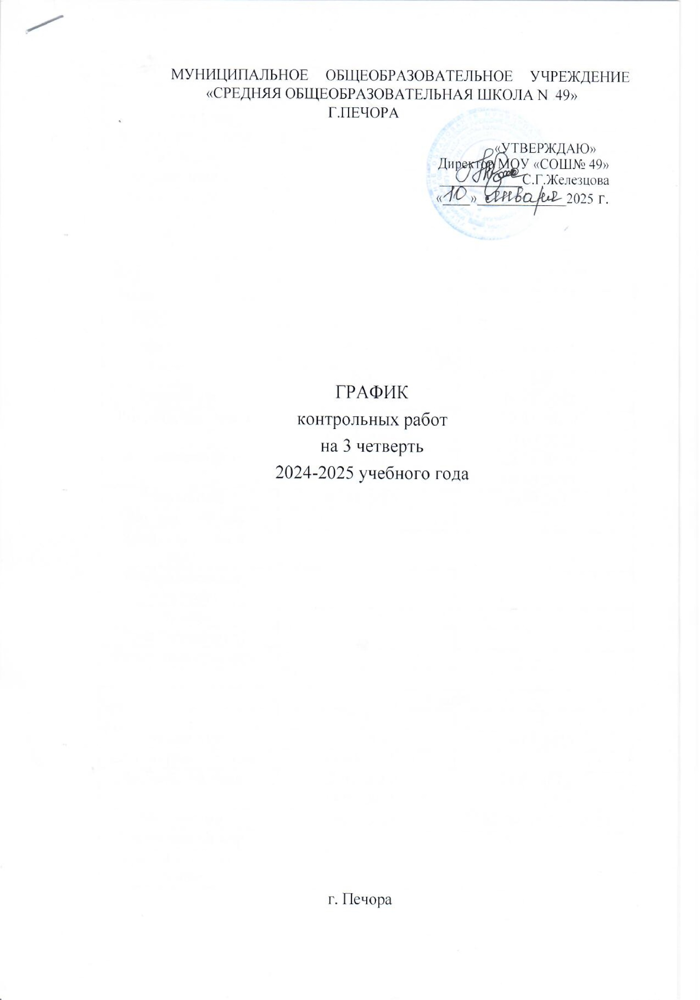 МУНИЦИПАЛЬНОЕ ОБЩЕОБРАЗОВАТЕЛЬНОЕ УЧРЕЖДЕНИЕ
«СРЕДНЯЯ ОБЩЕОБРАЗОВАТЕЛЬНАЯ ШКОЛА N 49»
Г.ПЕЧОРА
«УТВЕРЖДАЮ»
Директор МОУ «СОШ№ 49»
С.Г.Железцова
«10» января 2025 г.
ГРАФИК
контрольных работ
на 3 четверть
2024-2025 учебного года
г. Печора